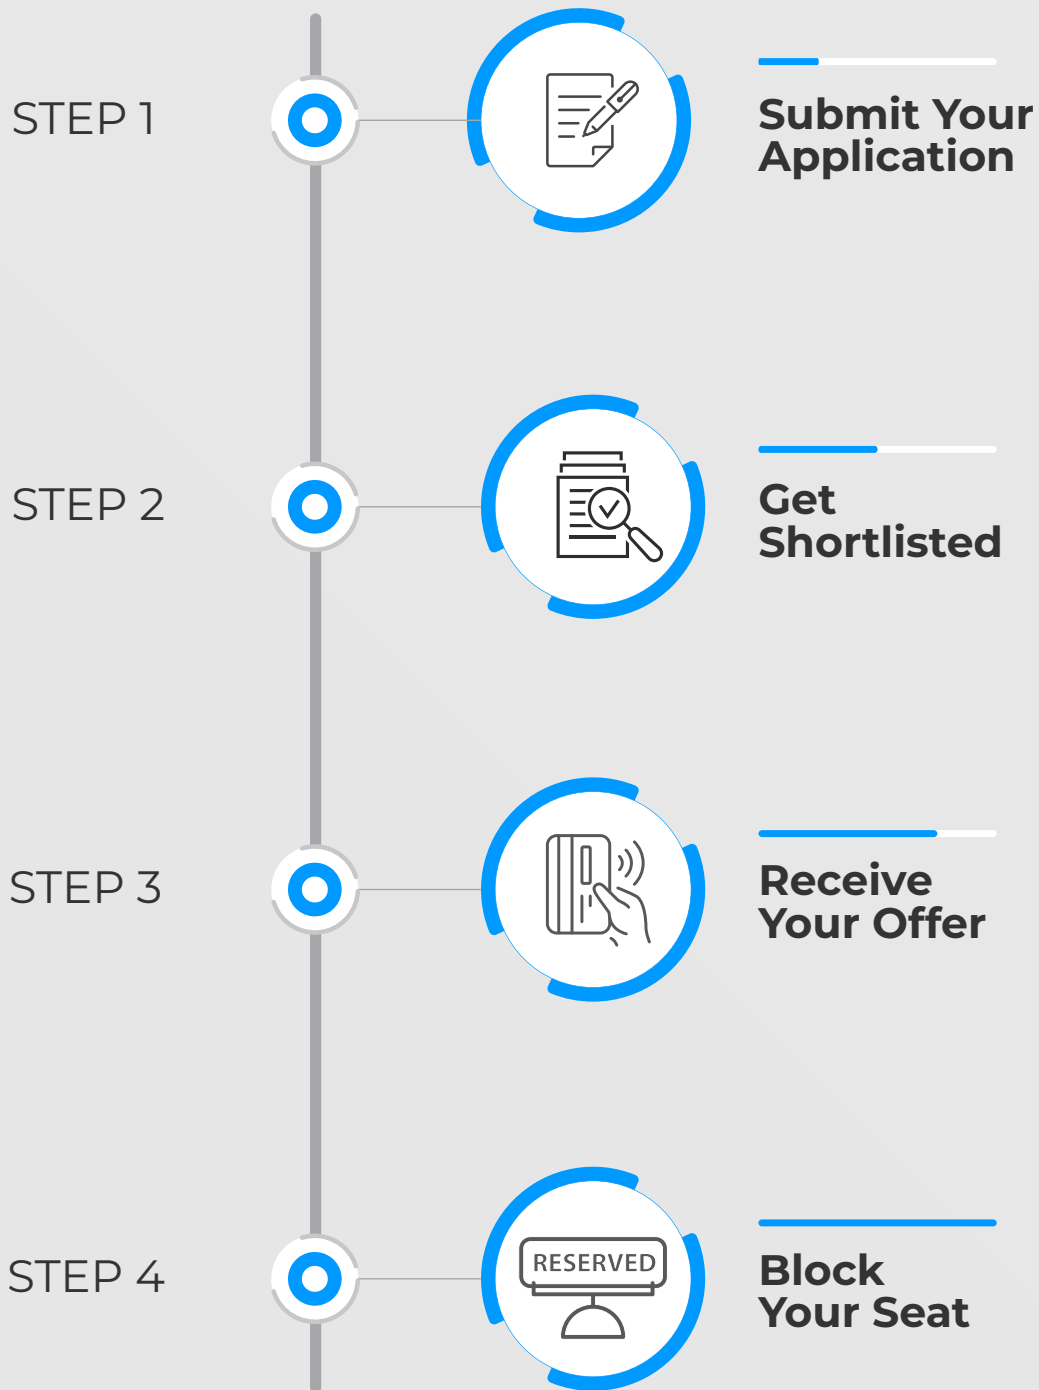 STEP 1
Submit Your
Application
STEP 2
Get
Shortlisted
STEP 3
Receive
Your Offer
STEP 4
RESERVED
Block
Your Seat